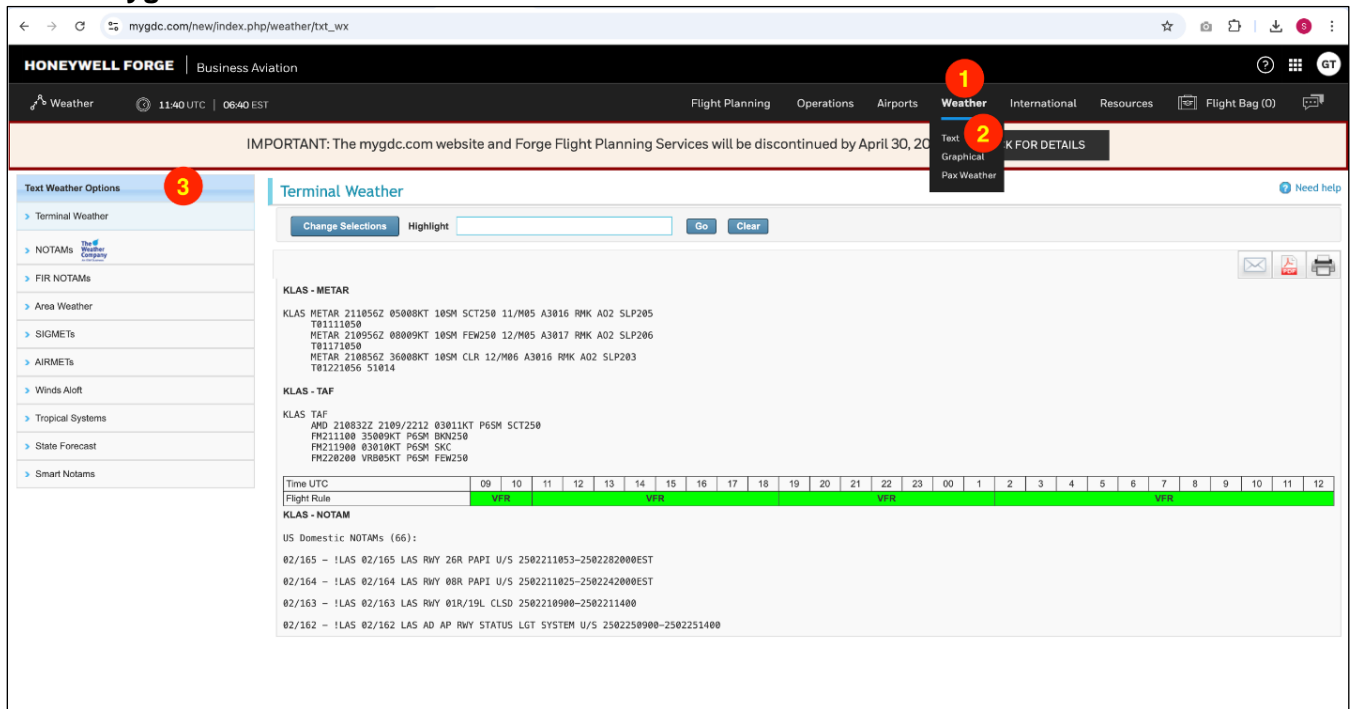 mygdc.com/new/index.php/weather/txt_wx
S
HONEYWELL FORGE | Business Aviation
? GT
Weather 11:40 UTC | 06:40 EST
Flight Planning Operations Airports Weather International Resources Flight Bag (0)
1
IMPORTANT: The mygdc.com website and Forge Flight Planning Services will be discontinued by April 30, 20
K FOR DETAILS
Text
2
Graphical
Pax Weather
Text Weather Options
3
Terminal Weather
NOTAMs The Weather Company
FIR NOTAMs
Area Weather
SIGMETs
AIRMETs
Winds Aloft
Tropical Systems
State Forecast
Smart Notams
Terminal Weather
? Need help
Change Selections Highlight Go Clear
PDF
KLAS - METAR
KLAS METAR 211056Z 05008KT 10SM SCT250 11/M05 A3016 RMK AO2 SLP205
T01111050
METAR 210956Z 08009KT 10SM FEW250 12/M05 A3017 RMK AO2 SLP206
T01171050
METAR 210856Z 36008KT 10SM CLR 12/M06 A3016 RMK AO2 SLP203
T01221056 51014
KLAS - TAF
KLAS TAF
AMD 210832Z 2109/2212 03011KT P6SM SCT250
FM211100 35009KT P6SM BKN250
FM211900 03010KT P6SM SKC
FM220200 VRB05KT P6SM FEW250
Time UTC 09 10 11 12 13 14 15 16 17 18 19 20 21 22 23 00 1 2 3 4 5 6 7 8 9 10 11 12
Flight Rule VFR VFR VFR VFR
KLAS - NOTAM
US Domestic NOTAMs (66):
02/165 - !LAS 02/165 LAS RWY 26R PAPI U/S 2502211053-2502282000EST
02/164 - !LAS 02/164 LAS RWY 08R PAPI U/S 2502211025-2502242000EST
02/163 - !LAS 02/163 LAS RWY 01R/19L CLSD 2502210900-2502211400
02/162 - !LAS 02/162 LAS AD AP RWY STATUS LGT SYSTEM U/S 2502250900-2502251400